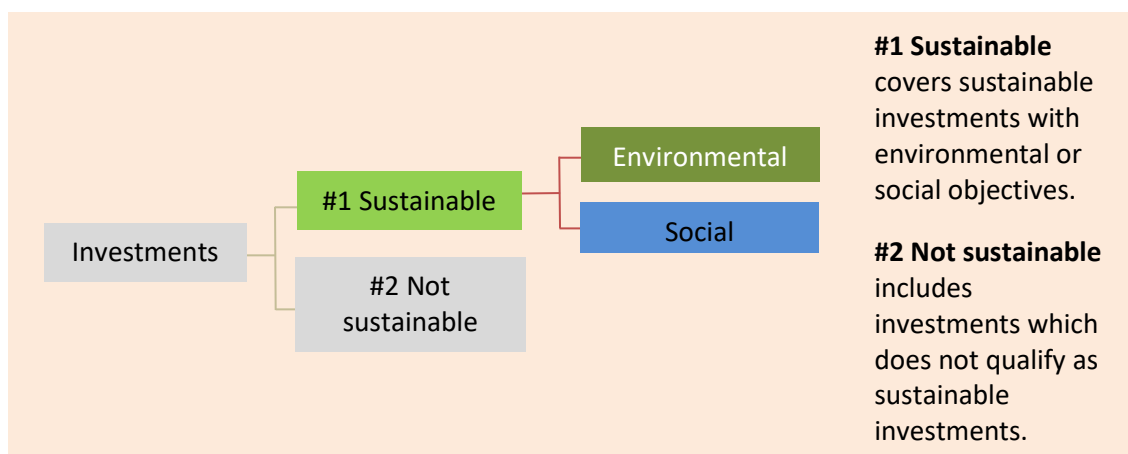 Investments
#1 Sustainable
#2 Not
sustainable
Environmental
Social
#1 Sustainable
covers sustainable
investments with
environmental or
social objectives.
#2 Not sustainable
includes
investments which
does not qualify as
sustainable
investments.